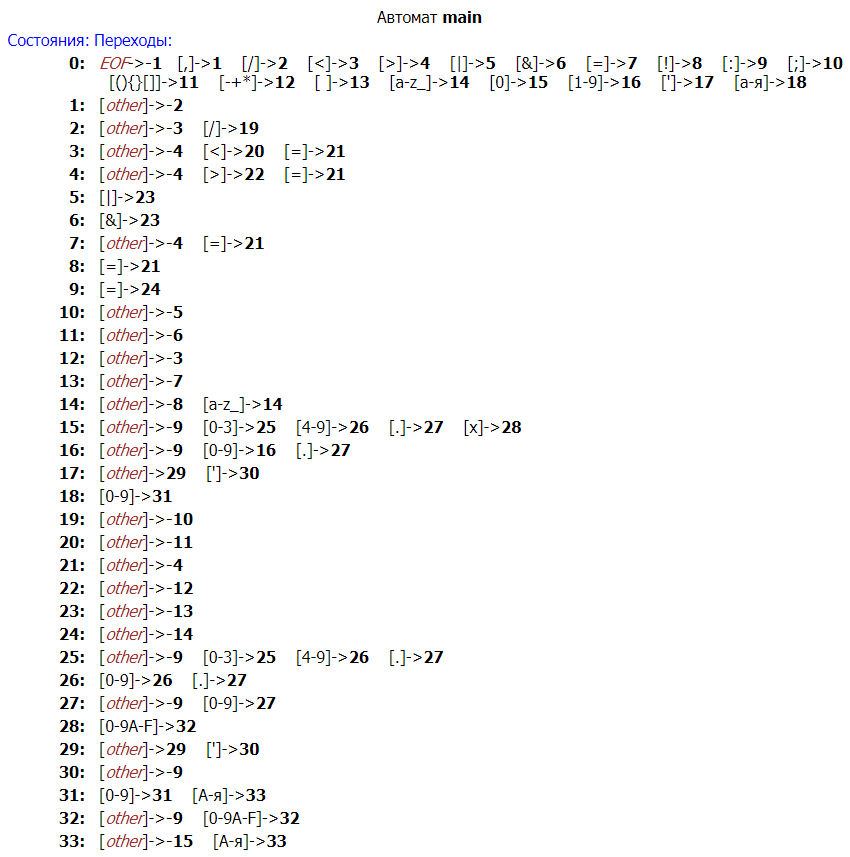 Автомат main
Состояния: Переходы:
0: EOF->-1 [,]->1 [/]->2 [<]->3 [>]->4 [|]->5 [&]->6 [=]->7 [!]->8 [:]->9 [;]->10
[(){}[]]->11 [-+*]->12 [ ]->13 [a-z_]->14 [0]->15 [1-9]->16 [']->17 [а-я]->18
1: [other]->-2
2: [other]->-3 [/]->19
3: [other]->-4 [<]->20 [=]->21
4: [other]->-4 [>]->22 [=]->21
5: [|]->23
6: [&]->23
7: [other]->-4 [=]->21
8: [=]->21
9: [=]->24
10: [other]->-5
11: [other]->-6
12: [other]->-3
13: [other]->-7
14: [other]->-8 [a-z_]->14
15: [other]->-9 [0-3]->25 [4-9]->26 [.]->27 [x]->28
16: [other]->-9 [0-9]->16 [.]->27
17: [other]->29 [']->30
18: [0-9]->31
19: [other]->-10
20: [other]->-11
21: [other]->-4
22: [other]->-12
23: [other]->-13
24: [other]->-14
25: [other]->-9 [0-3]->25 [4-9]->26 [.]->27
26: [0-9]->26 [.]->27
27: [other]->-9 [0-9]->27
28: [0-9A-F]->32
29: [other]->29 [']->30
30: [other]->-9
31: [0-9]->31 [А-я]->33
32: [other]->-9 [0-9A-F]->32
33: [other]->-15 [А-я]->33